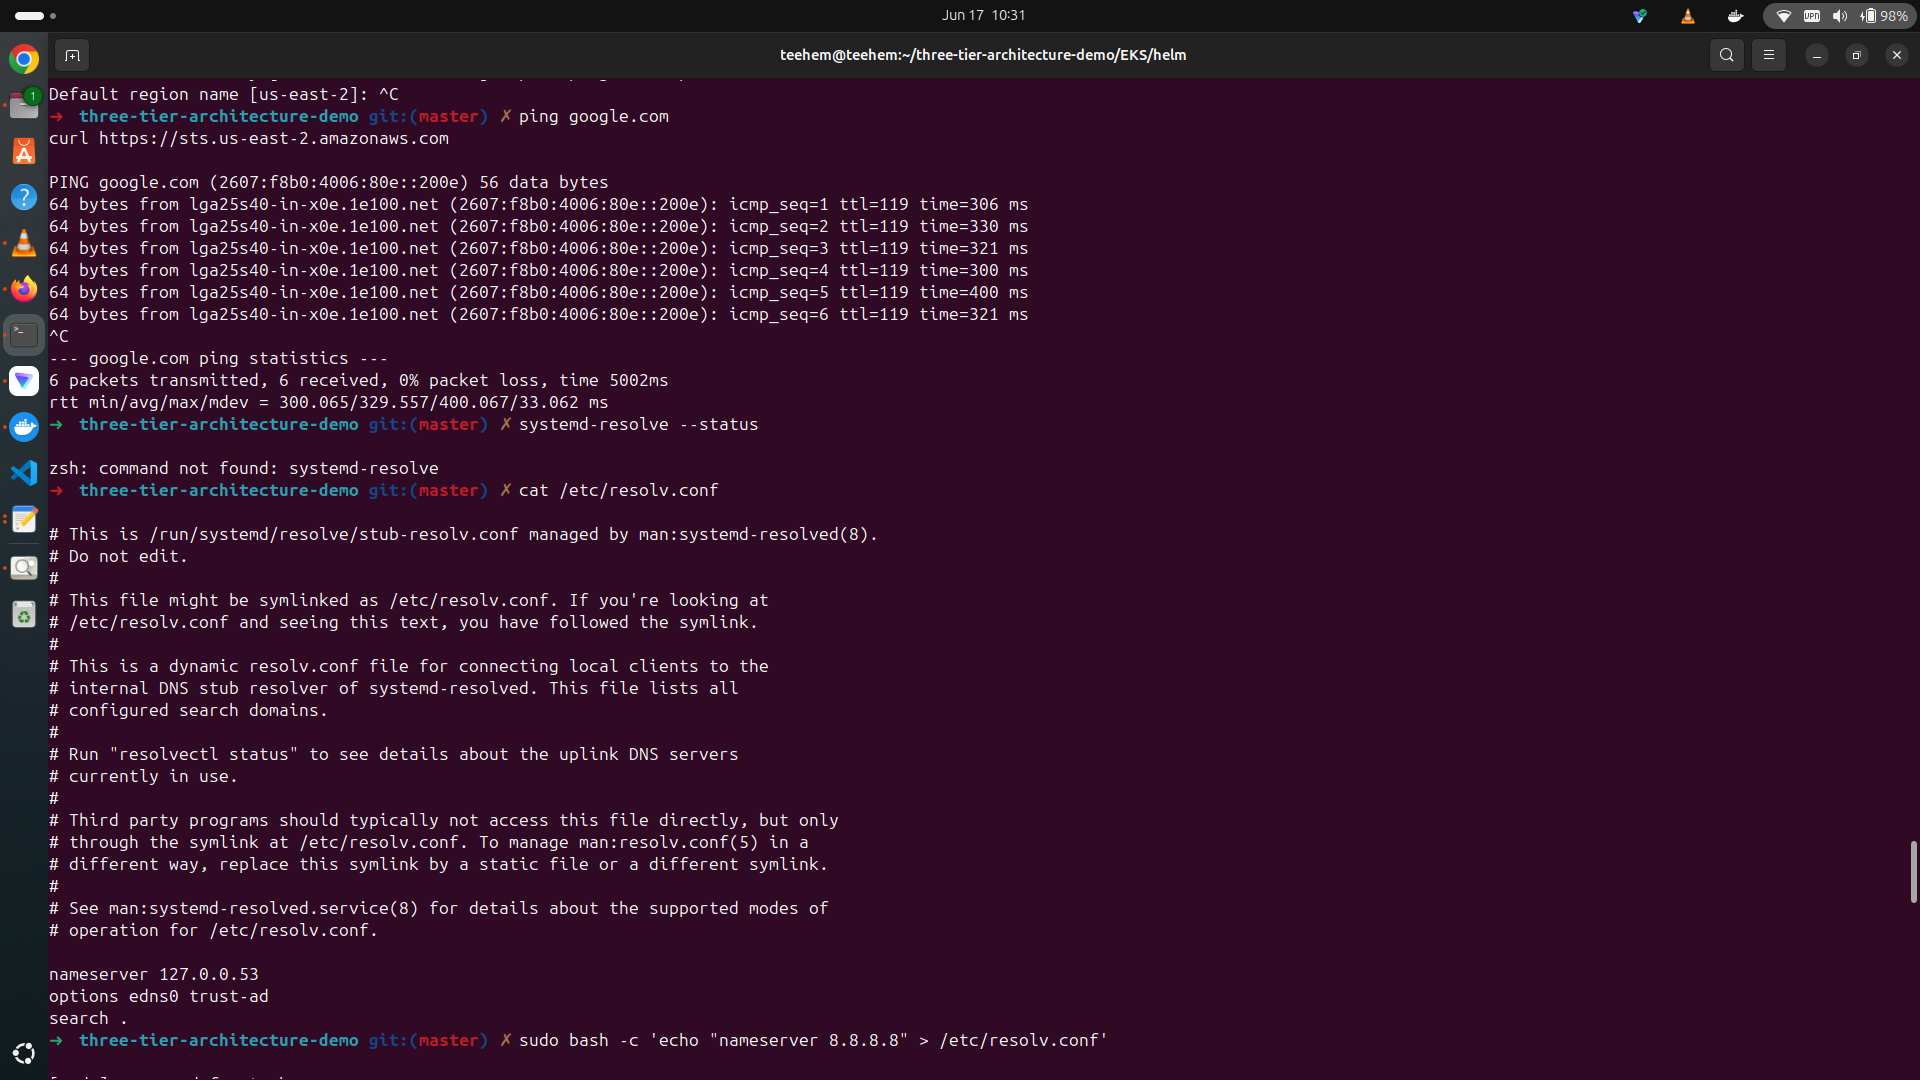 Jun 17 10:31
98%
teehem@teehem:~/three-tier-architecture-demo/EKS/helm
1
Default region name [us-east-2]: ^C
➜ three-tier-architecture-demo git:(master) ✗ ping google.com
curl https://sts.us-east-2.amazonaws.com
PING google.com (2607:f8b0:4006:80e::200e) 56 data bytes
64 bytes from lga25s40-in-x0e.1e100.net (2607:f8b0:4006:80e::200e): icmp_seq=1 ttl=119 time=306 ms
64 bytes from lga25s40-in-x0e.1e100.net (2607:f8b0:4006:80e::200e): icmp_seq=2 ttl=119 time=330 ms
64 bytes from lga25s40-in-x0e.1e100.net (2607:f8b0:4006:80e::200e): icmp_seq=3 ttl=119 time=321 ms
64 bytes from lga25s40-in-x0e.1e100.net (2607:f8b0:4006:80e::200e): icmp_seq=4 ttl=119 time=300 ms
64 bytes from lga25s40-in-x0e.1e100.net (2607:f8b0:4006:80e::200e): icmp_seq=5 ttl=119 time=400 ms
64 bytes from lga25s40-in-x0e.1e100.net (2607:f8b0:4006:80e::200e): icmp_seq=6 ttl=119 time=321 ms
^C
--- google.com ping statistics ---
6 packets transmitted, 6 received, 0% packet loss, time 5002ms
rtt min/avg/max/mdev = 300.065/329.557/400.067/33.062 ms
➜ three-tier-architecture-demo git:(master) ✗ systemd-resolve --status
zsh: command not found: systemd-resolve
➜ three-tier-architecture-demo git:(master) ✗ cat /etc/resolv.conf
# This is /run/systemd/resolve/stub-resolv.conf managed by man:systemd-resolved(8).
# Do not edit.
#
# This file might be symlinked as /etc/resolv.conf. If you're looking at
# /etc/resolv.conf and seeing this text, you have followed the symlink.
#
# This is a dynamic resolv.conf file for connecting local clients to the
# internal DNS stub resolver of systemd-resolved. This file lists all
# configured search domains.
#
# Run "resolvectl status" to see details about the uplink DNS servers
# currently in use.
#
# Third party programs should typically not access this file directly, but only
# through the symlink at /etc/resolv.conf. To manage man:resolv.conf(5) in a
# different way, replace this symlink by a static file or a different symlink.
#
# See man:systemd-resolved.service(8) for details about the supported modes of
# operation for /etc/resolv.conf.
nameserver 127.0.0.53
options edns0 trust-ad
search .
➜ three-tier-architecture-demo git:(master) ✗ sudo bash -c 'echo "nameserver 8.8.8.8" > /etc/resolv.conf'